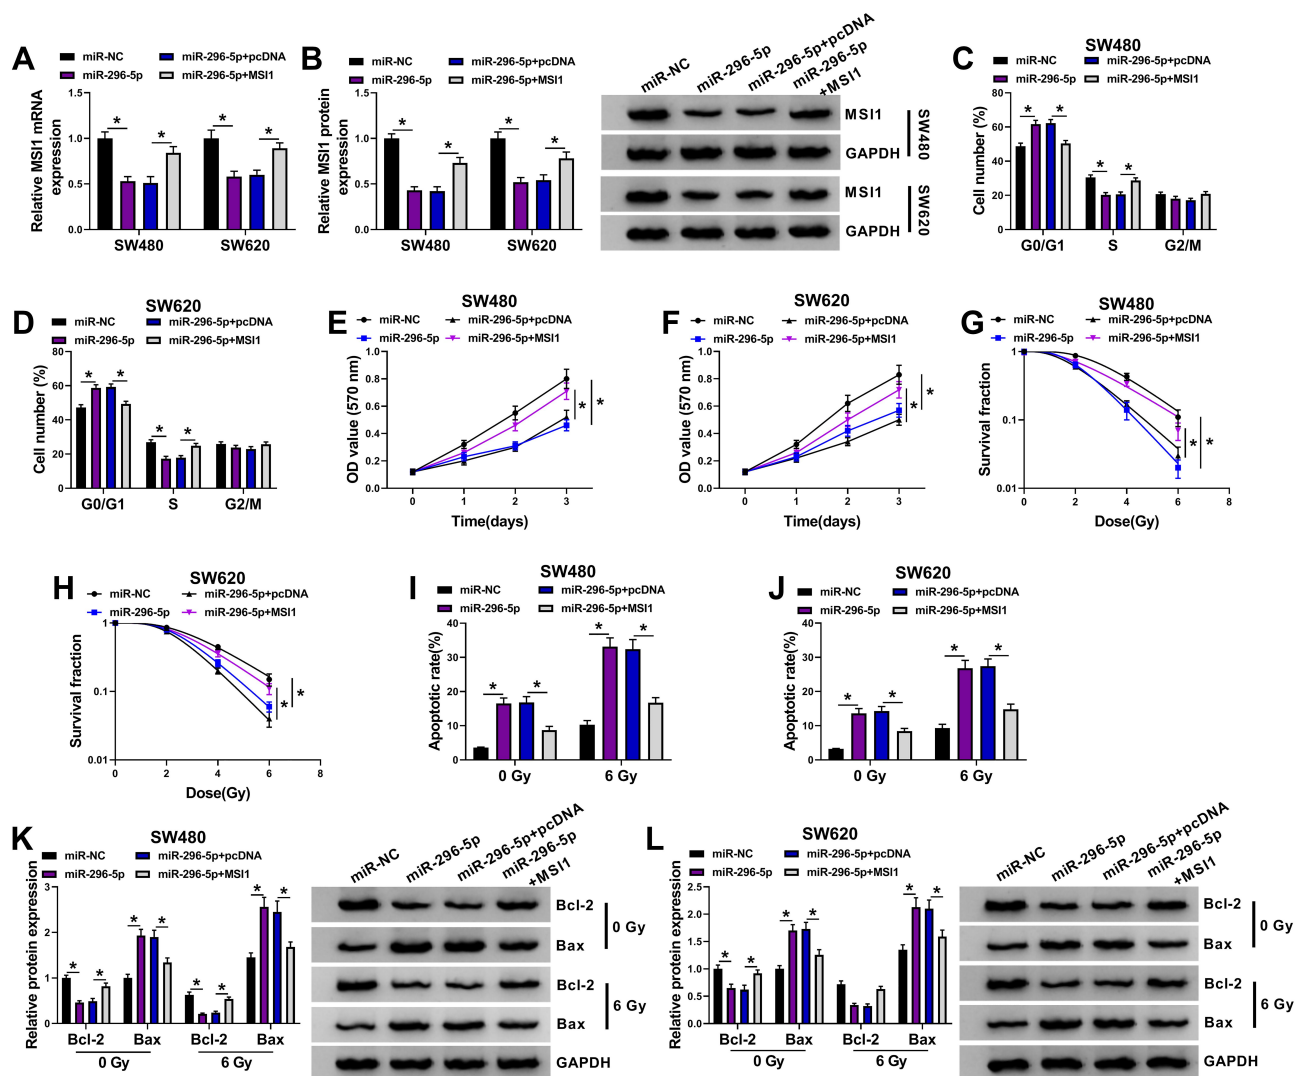 A
miR-NC
miR-296-5p+pcDNA
miR-296-5p
miR-296-5p+MSI1
Relative MSI1 mRNA
expression
1.5
1.0
0.5
0.0
*
*
*
*
SW480
SW620
B
miR-NC
miR-296-5p+pcDNA
miR-296-5p
miR-296-5p+MSI1
Relative MSI1 protein
expression
1.5
1.0
0.5
0.0
*
*
*
*
SW480
SW620
miR-NC
miR-296-5p
miR-296-5p+pcDNA
miR-296-5p
+MSI1
MSI1
GAPDH
SW480
MSI1
GAPDH
SW620
C
SW480
miR-NC
miR-296-5p+pcDNA
miR-296-5p
miR-296-5p+MSI1
Cell number (%)
80
60
40
20
0
*
*
*
*
G0/G1
S
G2/M
D
SW620
miR-NC
miR-296-5p+pcDNA
miR-296-5p
miR-296-5p+MSI1
Cell number (%)
80
60
40
20
0
*
*
*
*
G0/G1
S
G2/M
E
SW480
miR-NC
miR-296-5p+pcDNA
miR-296-5p
miR-296-5p+MSI1
OD value (570 nm)
1.0
0.8
0.6
0.4
0.2
0.0
*
*
0
1
2
3
Time(days)
F
SW620
miR-NC
miR-296-5p+pcDNA
miR-296-5p
miR-296-5p+MSI1
OD value (570 nm)
1.0
0.8
0.6
0.4
0.2
0.0
*
*
0
1
2
3
Time(days)
G
SW480
miR-NC
miR-296-5p+pcDNA
miR-296-5p
miR-296-5p+MSI1
Survival fraction
1
0.1
0.01
*
*
0
2
4
6
8
Dose(Gy)
H
SW620
miR-NC
miR-296-5p+pcDNA
miR-296-5p
miR-296-5p+MSI1
Survival fraction
1
0.1
0.01
*
*
0
2
4
6
8
Dose(Gy)
I
SW480
miR-NC
miR-296-5p+pcDNA
miR-296-5p
miR-296-5p+MSI1
Apoptotic rate(%)
40
30
20
10
0
*
*
*
*
0 Gy
6 Gy
J
SW620
miR-NC
miR-296-5p+pcDNA
miR-296-5p
miR-296-5p+MSI1
Apoptotic rate(%)
40
30
20
10
0
*
*
*
*
0 Gy
6 Gy
K
SW480
miR-NC
miR-296-5p+pcDNA
miR-296-5p
miR-296-5p+MSI1
Relative protein expression
3
2
1
0
*
*
*
*
*
*
*
*
Bcl-2
Bax
Bcl-2
Bax
0 Gy
6 Gy
miR-NC
miR-296-5p
miR-296-5p+pcDNA
miR-296-5p
+MSI1
Bcl-2
Bax
0 Gy
Bcl-2
Bax
6 Gy
GAPDH
L
SW620
miR-NC
miR-296-5p+pcDNA
miR-296-5p
miR-296-5p+MSI1
Relative protein expression
2.5
2.0
1.5
1.0
0.5
0.0
*
*
*
*
*
*
Bcl-2
Bax
Bcl-2
Bax
0 Gy
6 Gy
miR-NC
miR-296-5p
miR-296-5p+pcDNA
miR-296-5p
+MSI1
Bcl-2
Bax
0 Gy
Bcl-2
Bax
6 Gy
GAPDH